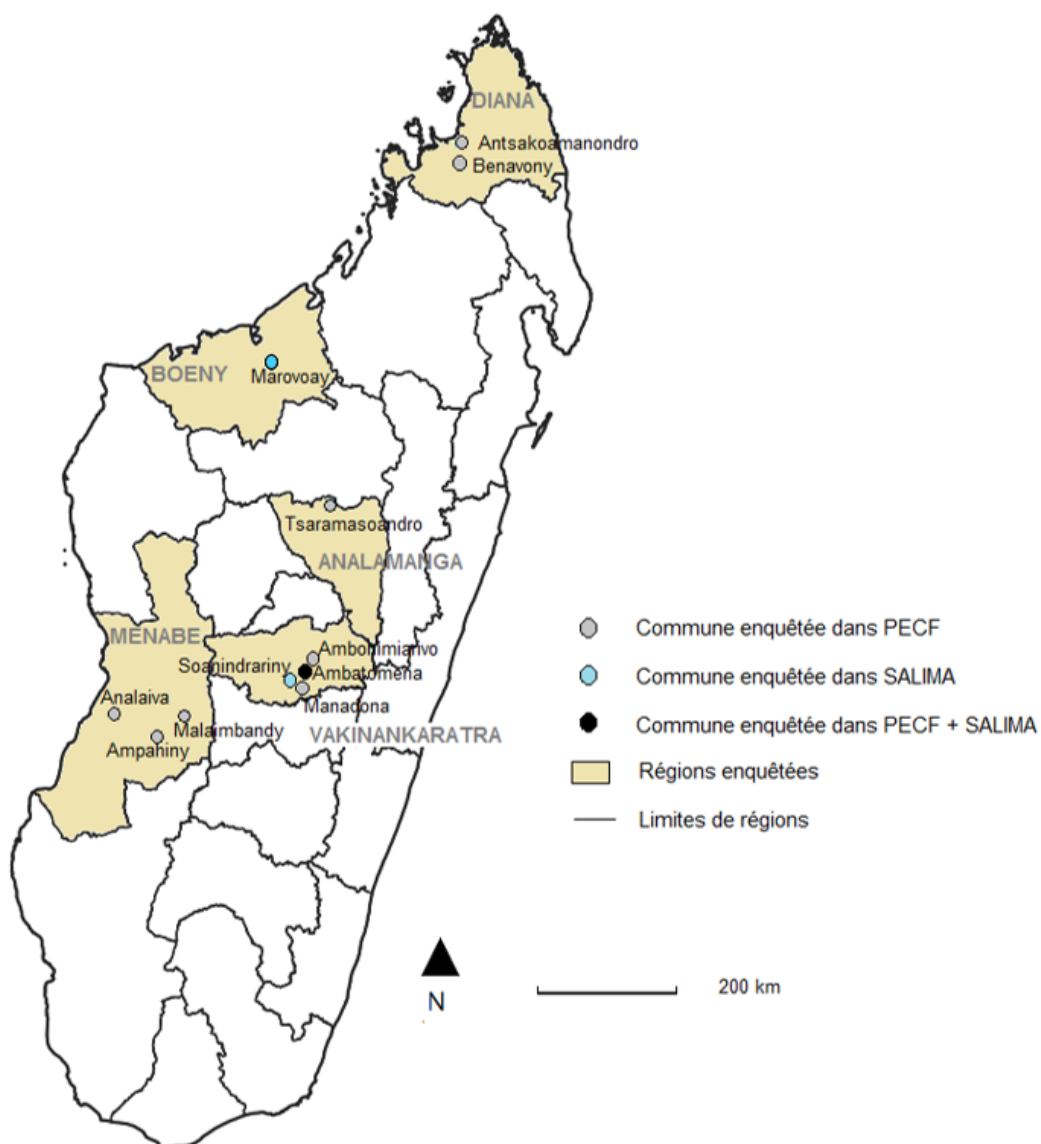 DIANA
Antsakoamanondro
Benavony
BOENY
Marovoay
Tsaramasoandro
ANALAMANGA
MENABE
Ambohimiarivo
Soanindrariny
Ambatomena
Manadona
VAKINANKARATRA
Analaiva
Malaimbandy
Ampahiny
Commune enquêtée dans PECF
Commune enquêtée dans SALIMA
Commune enquêtée dans PECF + SALIMA
Régions enquêtées
Limites de régions
N
200 km